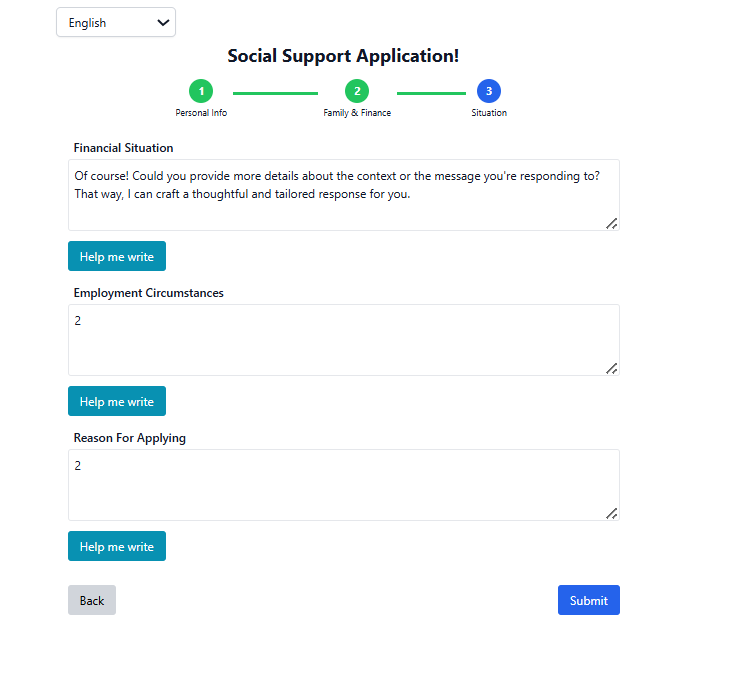 English
Social Support Application!
1 2 3
Personal Info Family & Finance Situation
Financial Situation
Of course! Could you provide more details about the context or the message you're responding to?
That way, I can craft a thoughtful and tailored response for you.
Help me write
Employment Circumstances
2
Help me write
Reason For Applying
2
Help me write
Back Submit